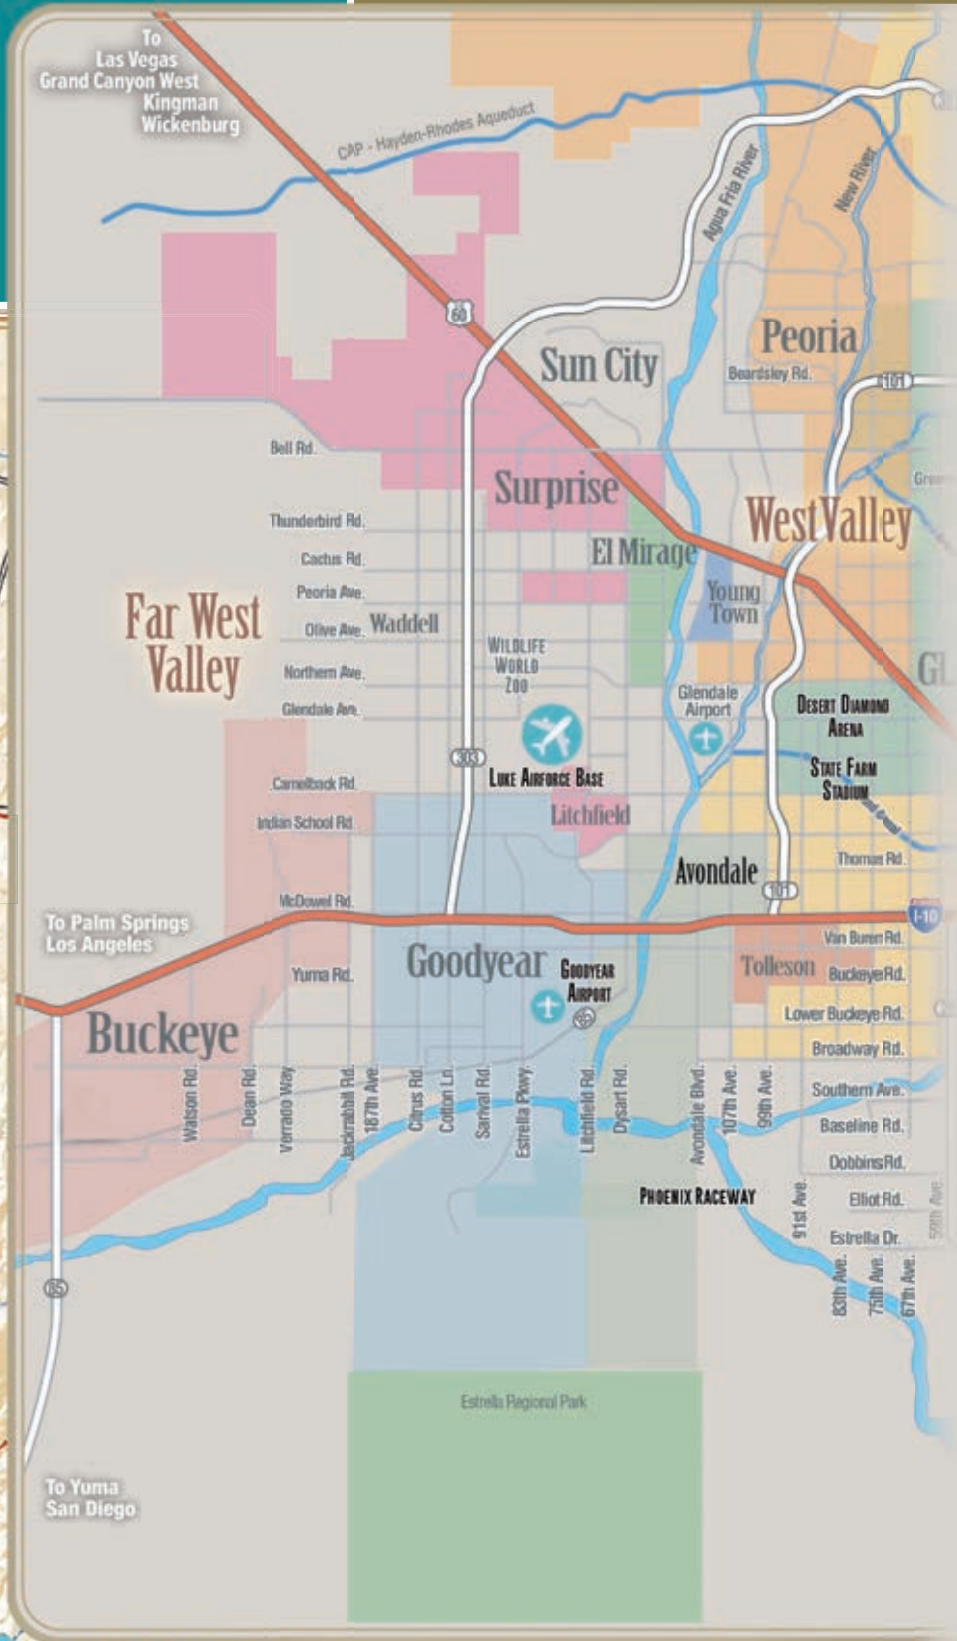 To
Las Vegas
Grand Canyon West
Kingman
Wickenburg
CAP - Hayden-Rhodes Aqueduct
Agua Fria River
New River
60
Sun City
Peoria
Beardsley Rd.
101
Bell Rd.
Surprise
Thunderbird Rd.
West Valley
Cactus Rd.
El Mirage
Peoria Ave.
Young
Town
Far West
Valley
Olive Ave.
Waddell
Wildlife
World
Zoo
Northern Ave.
Glendale Ave.
Glendale
Airport
Desert Diamond
Arena
303
Luke Airforce Base
State Farm
Stadium
Camelback Rd.
Indian School Rd.
Litchfield
Thomas Rd.
Avondale
101
McDowel Rd.
I-10
To Palm Springs
Los Angeles
Van Buren Rd.
Goodyear
Goodyear
Airport
Tolleson
Yuma Rd.
Buckeye Rd.
Buckeye
Lower Buckeye Rd.
Broadway Rd.
Watson Rd.
Dean Rd.
Verrado Way
Jackrabbit Rd.
187th Ave.
Citrus Rd.
Cotton Ln.
Sarival Rd.
Estrella Pkwy.
Litchfield Rd.
Dysart Rd.
Avondale Blvd.
107th Ave.
99th Ave.
Southern Ave.
Baseline Rd.
Dobbins Rd.
Phoenix Raceway
91st Ave.
Elliot Rd.
59th Ave.
Estrella Dr.
83th Ave.
75th Ave.
67th Ave.
85
Estrella Regional Park
To Yuma
San Diego